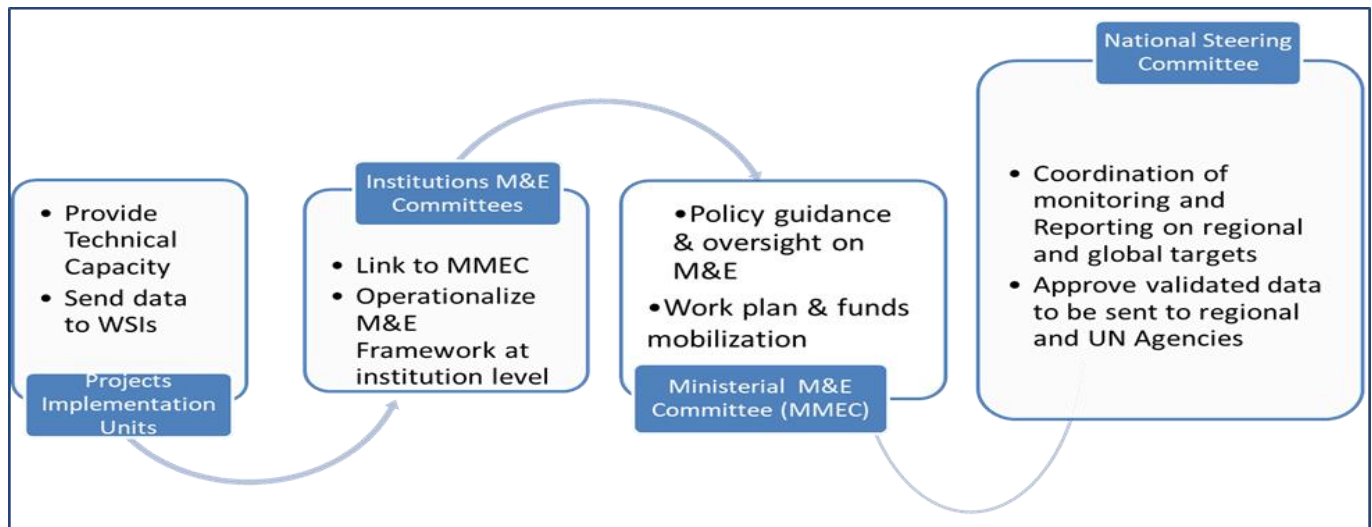 • Provide
Technical
Capacity
• Send data
to WSIs
Projects
Implementation
Units
Institutions M&E
Committees
• Link to MMEC
• Operationalize
M&E
Framework at
institution level
•Policy guidance
& oversight on
M&E
•Work plan & funds
mobilization
Ministerial M&E
Committee (MMEC)
National Steering
Committee
• Coordination of
monitoring and
Reporting on regional
and global targets
• Approve validated data
to be sent to regional
and UN Agencies